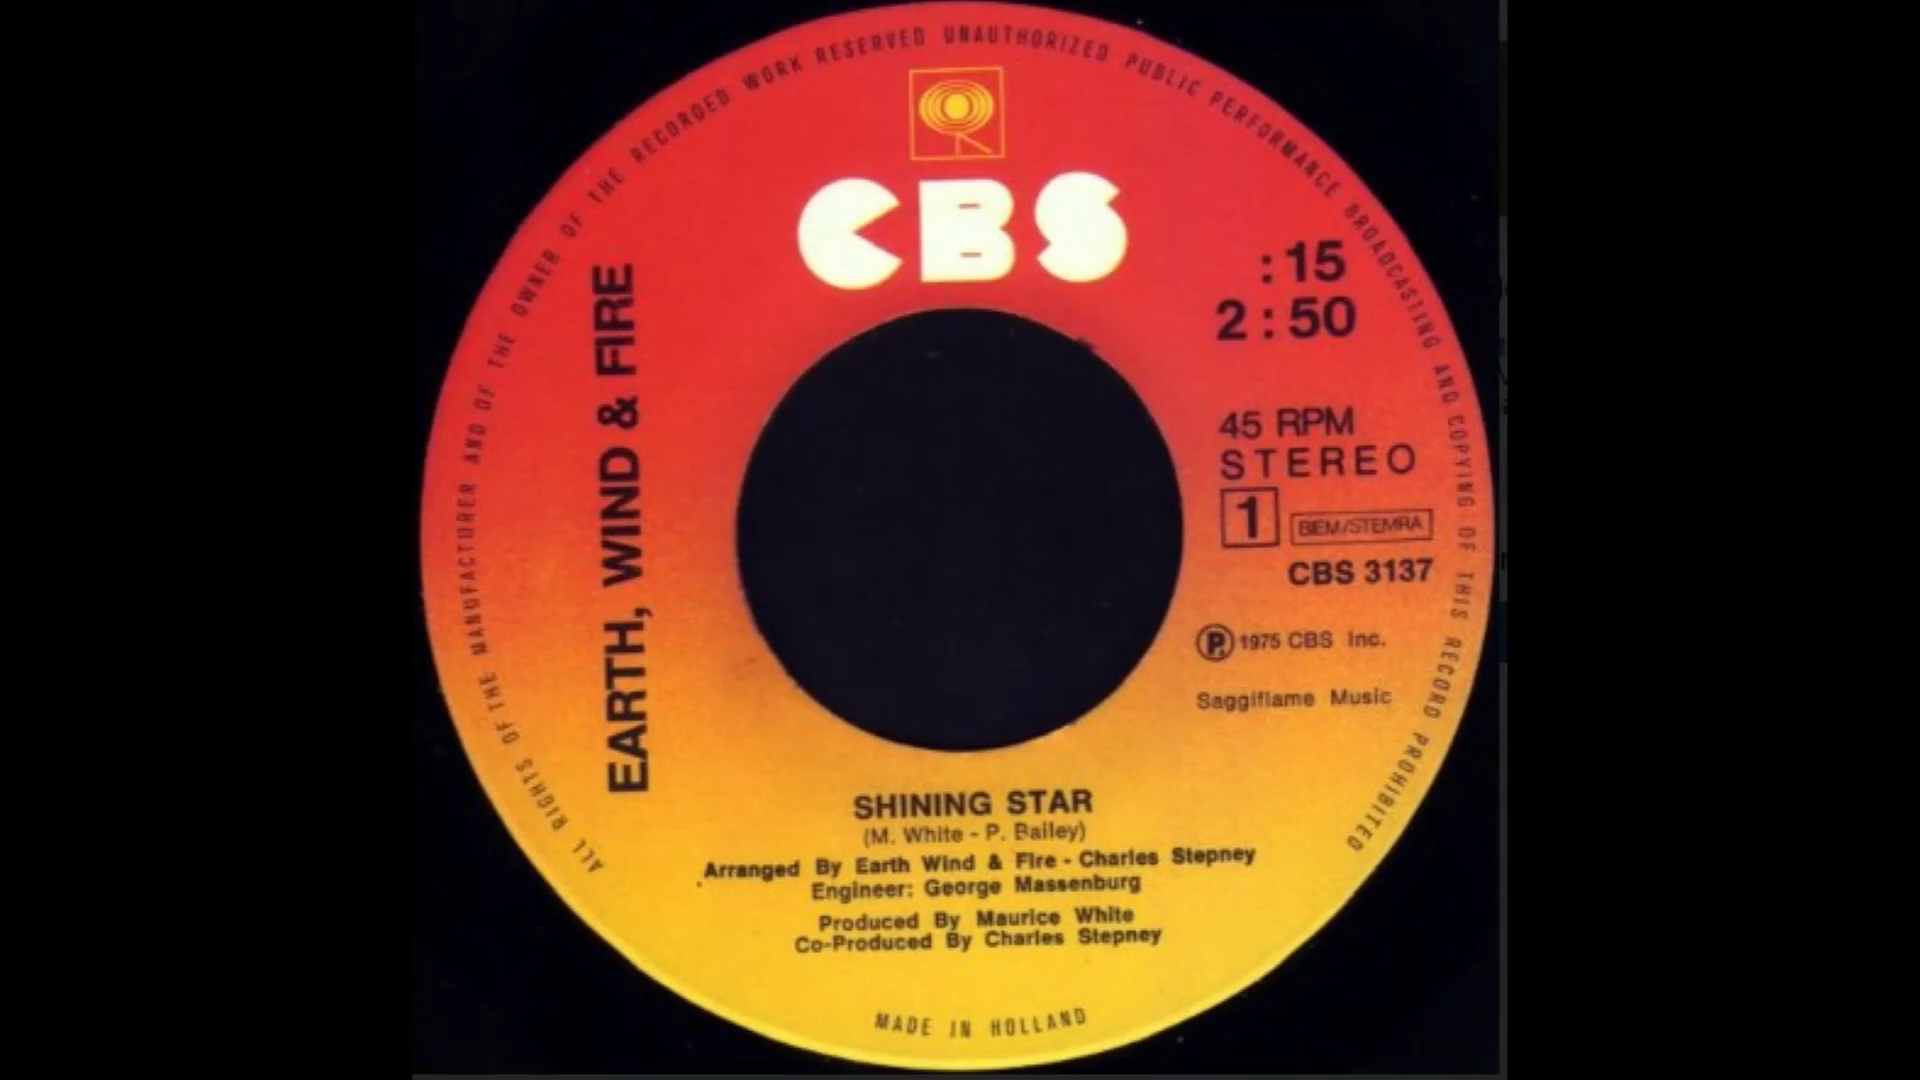 ALL RIGHTS OF THE MANUFACTURER AND OF THE OWNER OF THE RECORDED WORK RESERVED UNAUTHORIZED PUBLIC PERFORMANCE BROADCASTING AND COPYING OF THIS RECORD PROHIBITED
CBS
:15
2:50
EARTH, WIND & FIRE
45 RPM
STEREO
1 BIEM/STEMRA
CBS 3137
℗ 1975 CBS Inc.
Saggiflame Music
SHINING STAR
(M. White - P. Bailey)
Arranged By Earth Wind & Fire - Charles Stepney
Engineer: George Massenburg
Produced By Maurice White
Co-Produced By Charles Stepney
MADE IN HOLLAND